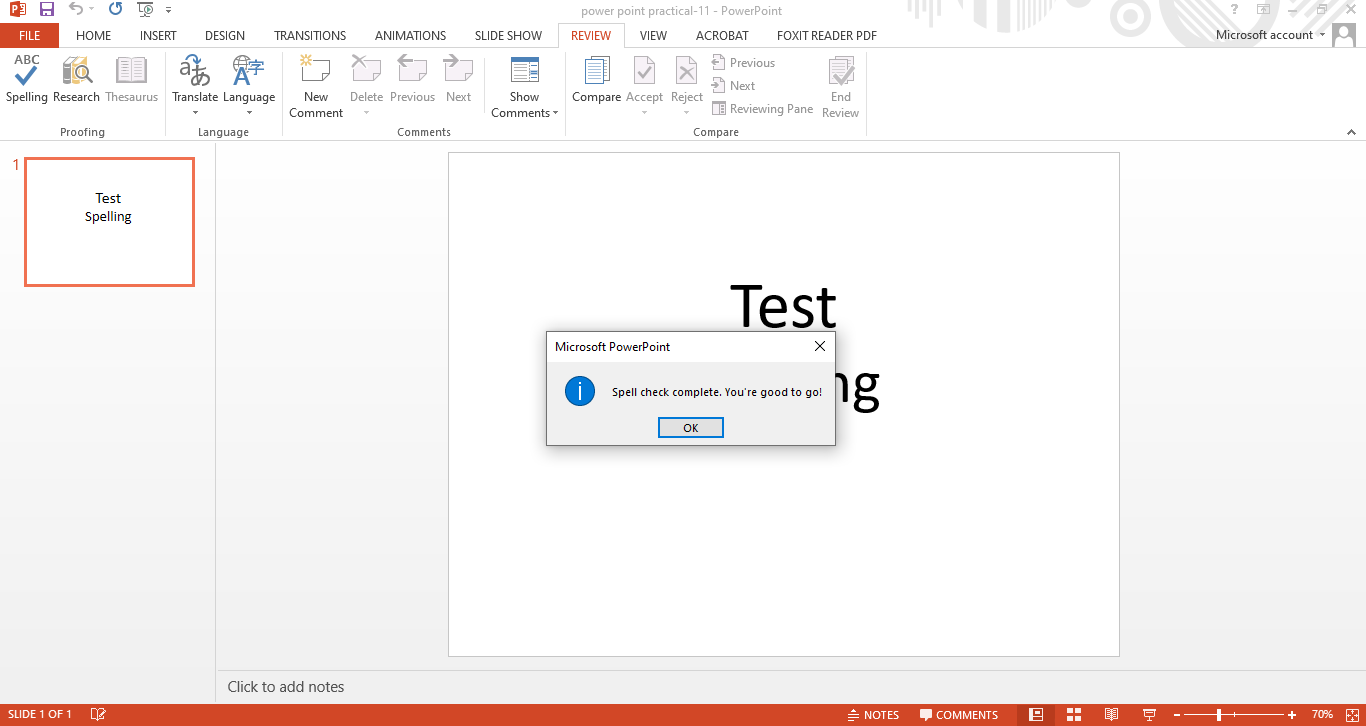 power point practical-11 - PowerPoint
?
FILE HOME INSERT DESIGN TRANSITIONS ANIMATIONS SLIDE SHOW REVIEW VIEW ACROBAT FOXIT READER PDF Microsoft account
ABC
Spelling Research Thesaurus
Proofing
Translate Language
Language
New Comment
Delete Previous Next
Show Comments
Comments
Compare Accept Reject
Previous
Next
Reviewing Pane
End Review
Compare
1
Test
Spelling
Test
ng
Microsoft PowerPoint
Spell check complete. You're good to go!
OK
Click to add notes
SLIDE 1 OF 1 NOTES COMMENTS 70%